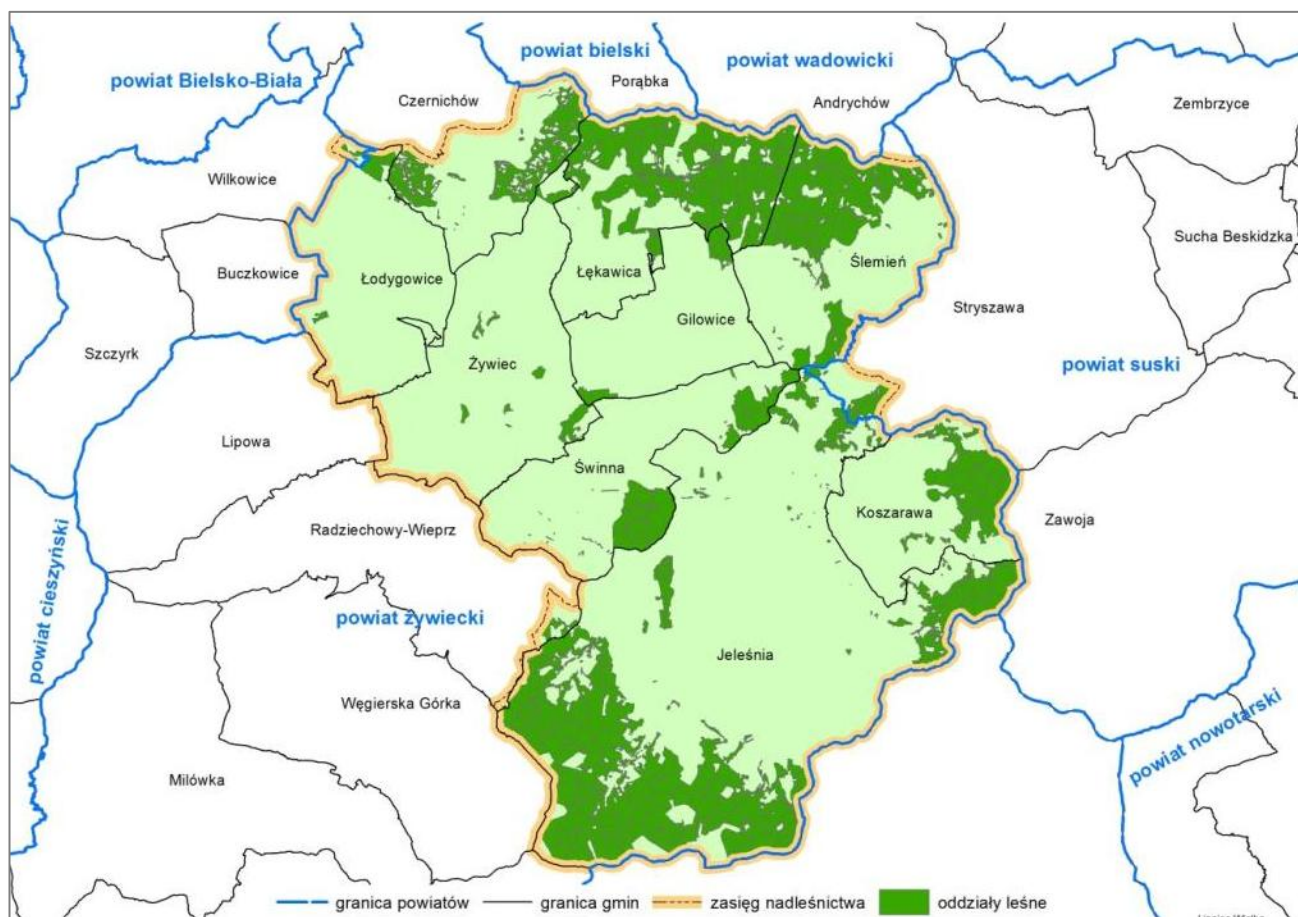 powiat bielski
powiat wadowicki
powiat Bielsko-Biała
Porąbka
Czernichów
Andrychów
Zembrzyce
Wilkowice
Sucha Beskidzka
Buczkowice
Łodygowice
Łękawica
Ślemień
Stryszawa
Gilowice
Szczyrk
Żywiec
powiat suski
Lipowa
Świnna
Koszarawa
Zawoja
Radziechowy-Wieprz
powiat cieszyński
powiat żywiecki
Jeleśnia
Węgierska Górka
powiat nowotarski
Milówka
granica powiatów
granica gmin
zasięg nadleśnictwa
oddziały leśne